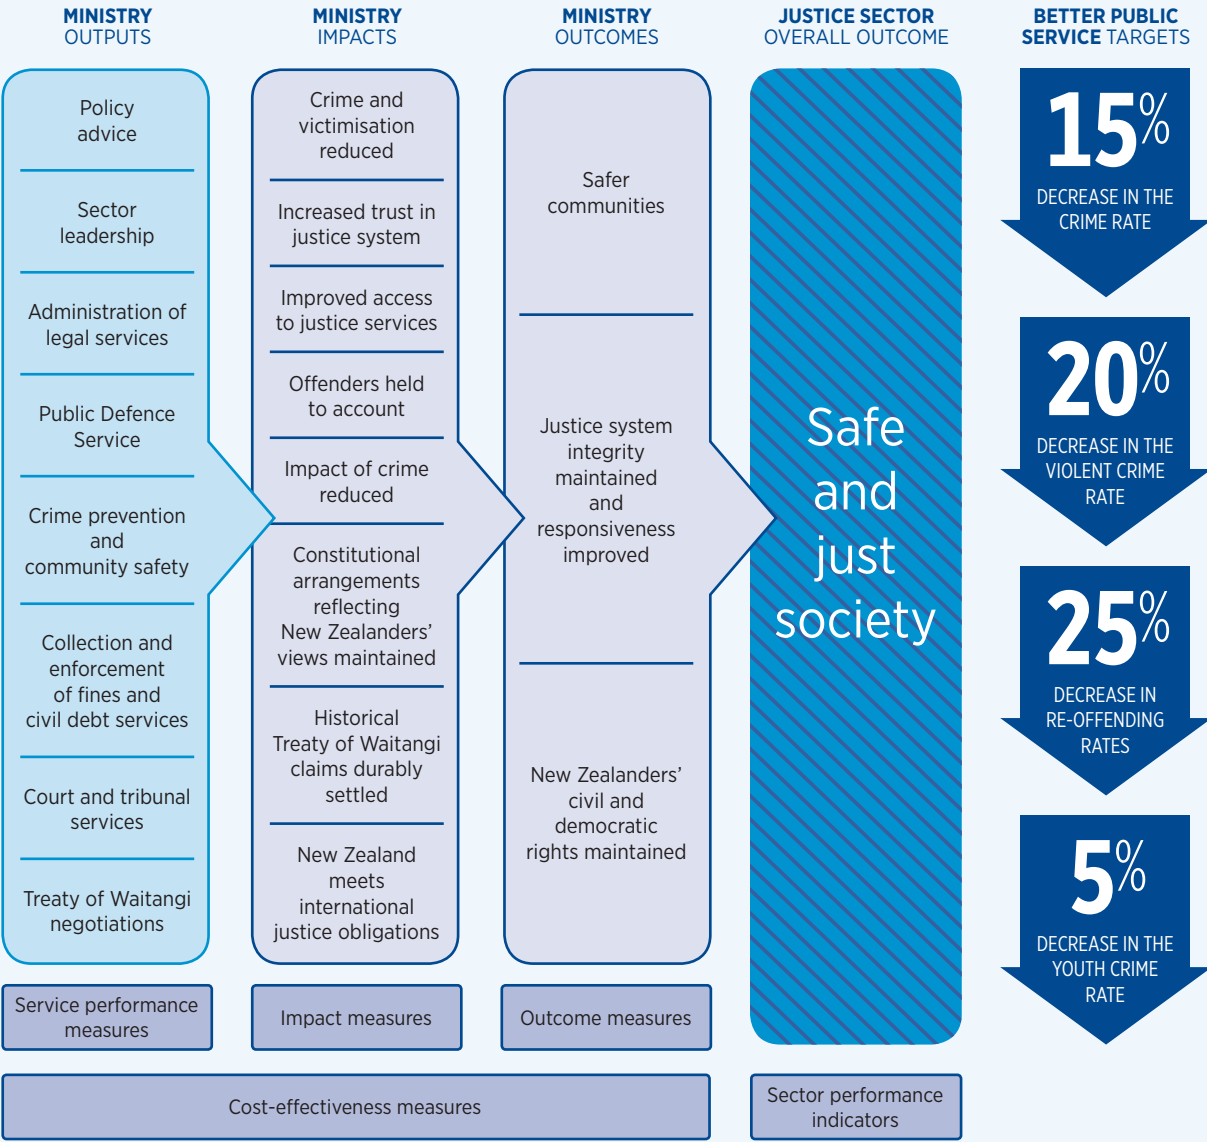 MINISTRY
OUTPUTS
Policy
advice
Sector
leadership
Administration of
legal services
Public Defence
Service
Crime prevention
and
community safety
Collection and
enforcement
of fines and
civil debt services
Court and tribunal
services
Treaty of Waitangi
negotiations
Service performance
measures
MINISTRY
IMPACTS
Crime and
victimisation
reduced
Increased trust in
justice system
Improved access
to justice services
Offenders held
to account
Impact of crime
reduced
Constitutional
arrangements
reflecting
New Zealanders’
views maintained
Historical
Treaty of Waitangi
claims durably
settled
New Zealand
meets
international
justice obligations
Impact measures
MINISTRY
OUTCOMES
Safer
communities
Justice system
integrity
maintained
and
responsiveness
improved
New Zealanders’
civil and
democratic
rights maintained
Outcome measures
Cost-effectiveness measures
JUSTICE SECTOR
OVERALL OUTCOME
Safe
and
just
society
Sector performance
indicators
BETTER PUBLIC
SERVICE TARGETS
15%
DECREASE IN THE
CRIME RATE
20%
DECREASE IN THE
VIOLENT CRIME
RATE
25%
DECREASE IN
RE-OFFENDING
RATES
5%
DECREASE IN THE
YOUTH CRIME
RATE